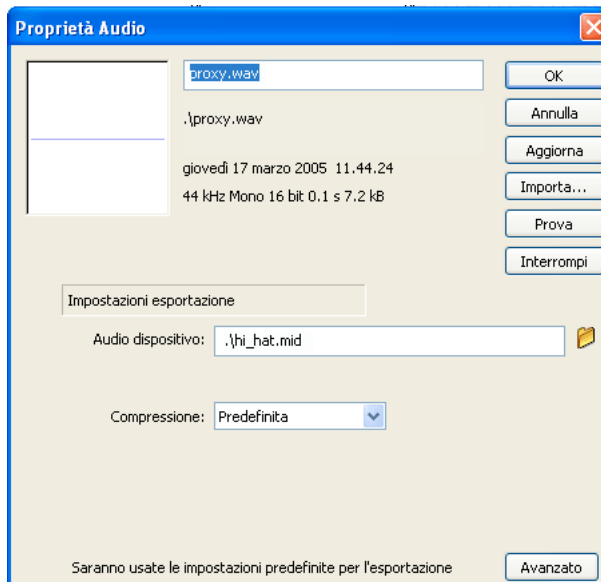 Proprietà Audio
proxy.wav
OK
.\proxy.wav
Annulla
Aggiorna
giovedì 17 marzo 2005 11.44.24
Importa...
44 kHz Mono 16 bit 0.1 s 7.2 kB
Prova
Interrompi
Impostazioni esportazione
Audio dispositivo: .\hi_hat.mid
Compressione: Predefinita
Saranno usate le impostazioni predefinite per l'esportazione
Avanzato